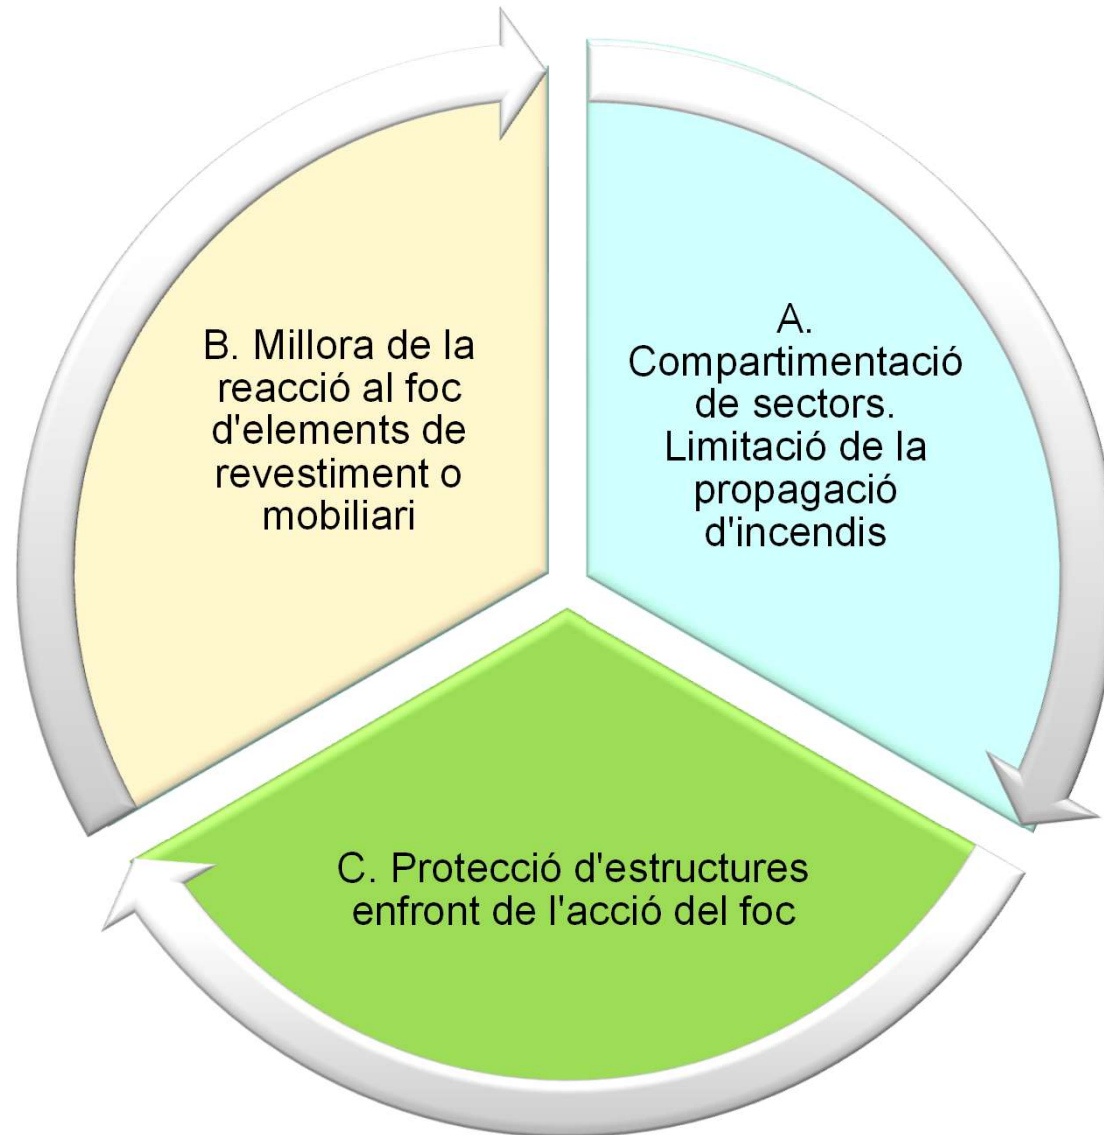 A.
Compartimentació
de sectors.
Limitació de la
propagació
d'incendis
B. Millora de la
reacció al foc
d'elements de
revestiment o
mobiliari
C. Protecció d'estructures
enfront de l'acció del foc